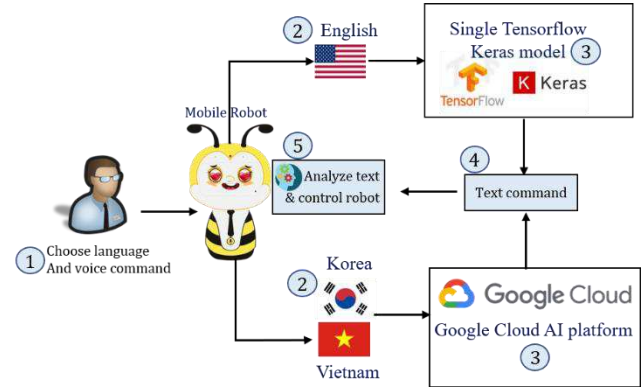 2 English
Single Tensorflow
Keras model 3
TensorFlow
K Keras
Mobile Robot
5
Analyze text
& control robot
4
Text command
1 Choose language
And voice command
2 Korea
Vietnam
Google Cloud
Google Cloud AI platform
3